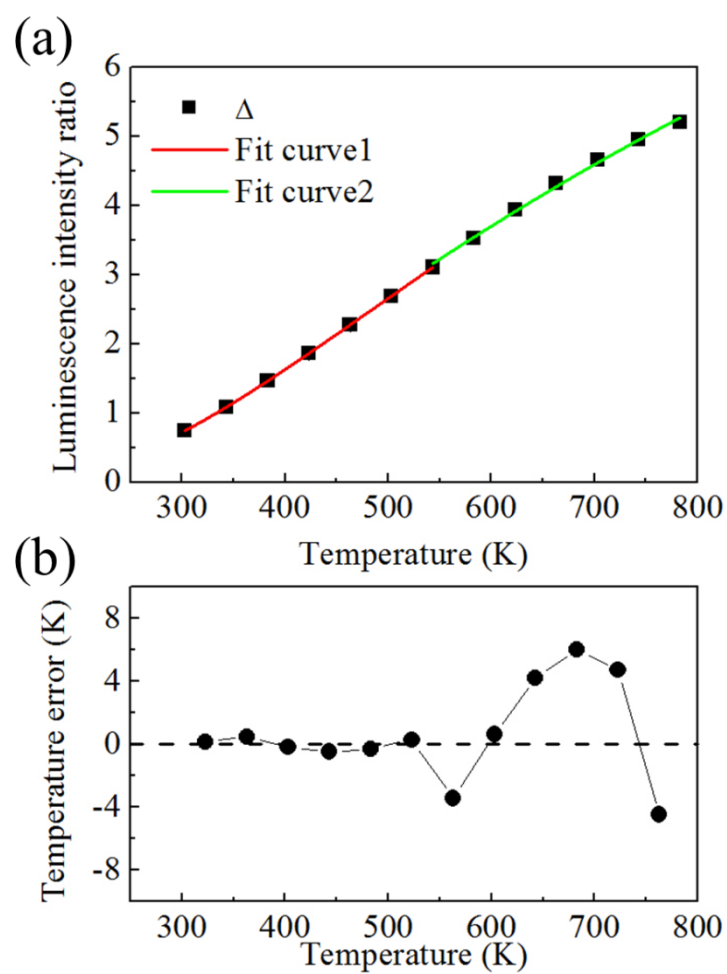 (a)
Luminescence intensity ratio
6
5
4
3
2
1
0
Δ
Fit curve1
Fit curve2
300 400 500 600 700 800
Temperature (K)
(b)
Temperature error (K)
8
4
0
-4
-8
300 400 500 600 700 800
Temperature (K)